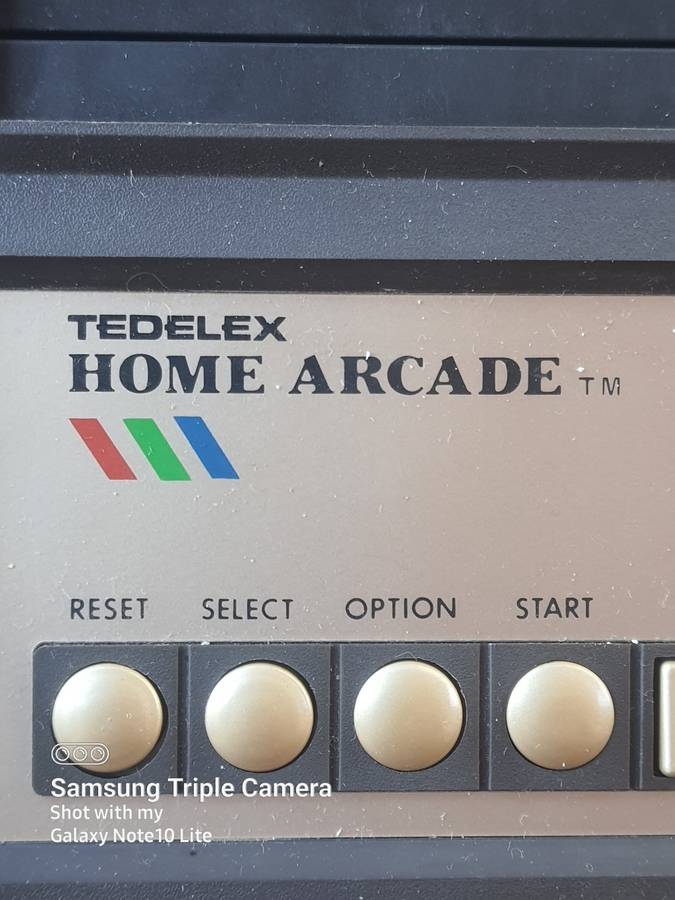 TEDELEX
HOME ARCADE TM
RESET SELECT OPTION START
Samsung Triple Camera
Shot with my
Galaxy Note10 Lite